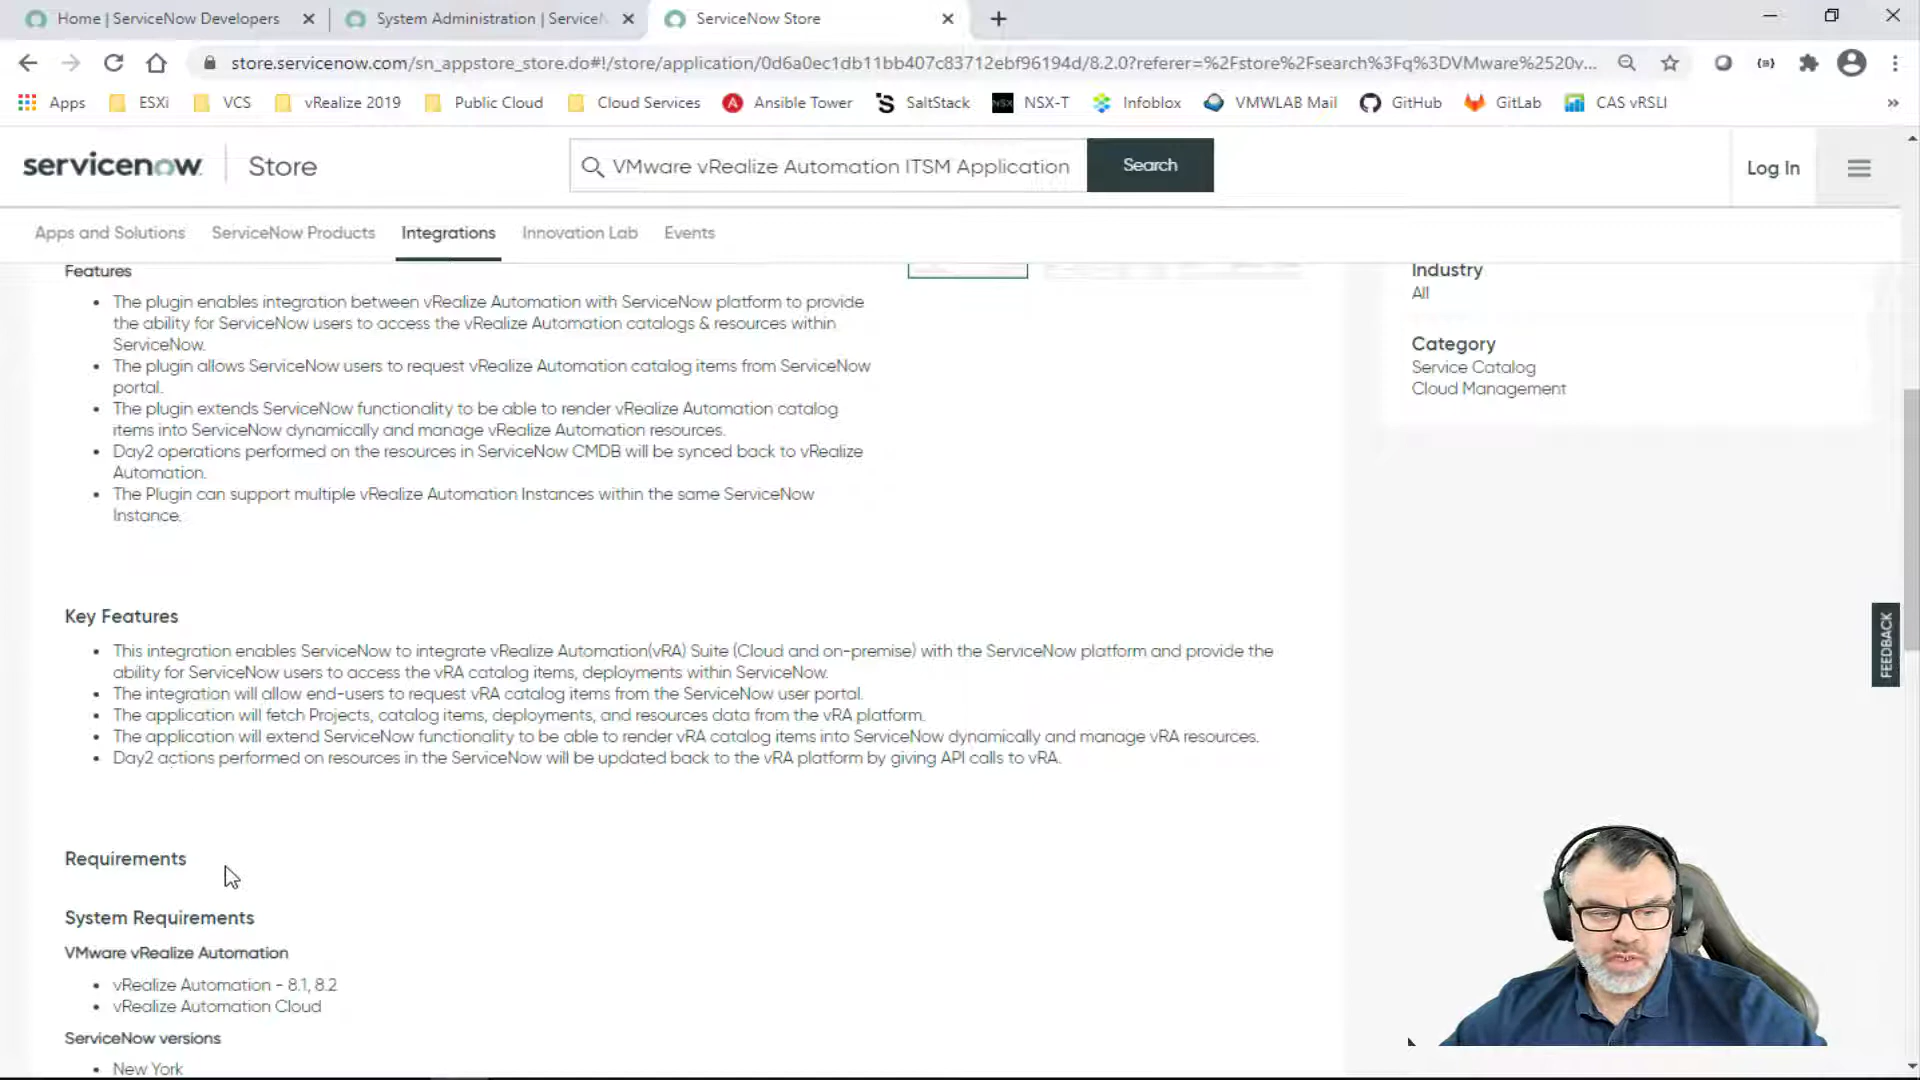 Home | ServiceNow Developers
System Administration | Service
ServiceNow Store
store.servicenow.com/sn_appstore_store.do#!/store/application/0d6a0ec1db11bb407c83712ebf96194d/8.2.0?referer=%2Fstore%2Fsearch%3Fq%3DVMware%2520v...
Apps ESXi VCS vRealize 2019 Public Cloud Cloud Services Ansible Tower SaltStack NSX-T Infoblox VMWLAB Mail GitHub GitLab CAS vRSLI
servicenow Store
VMware vRealize Automation ITSM Application
Search
Log In
Apps and Solutions ServiceNow Products Integrations Innovation Lab Events
Features
• The plugin enables integration between vRealize Automation with ServiceNow platform to provide
the ability for ServiceNow users to access the vRealize Automation catalogs & resources within
ServiceNow.
• The plugin allows ServiceNow users to request vRealize Automation catalog items from ServiceNow
portal.
• The plugin extends ServiceNow functionality to be able to render vRealize Automation catalog
items into ServiceNow dynamically and manage vRealize Automation resources.
• Day2 operations performed on the resources in ServiceNow CMDB will be synced back to vRealize
Automation.
• The Plugin can support multiple vRealize Automation Instances within the same ServiceNow
Instance.
Industry
All
Category
Service Catalog
Cloud Management
Key Features
• This integration enables ServiceNow to integrate vRealize Automation(vRA) Suite (Cloud and on-premise) with the ServiceNow platform and provide the
ability for ServiceNow users to access the vRA catalog items, deployments within ServiceNow.
• The integration will allow end-users to request vRA catalog items from the ServiceNow user portal.
• The application will fetch Projects, catalog items, deployments, and resources data from the vRA platform.
• The application will extend ServiceNow functionality to be able to render vRA catalog items into ServiceNow dynamically and manage vRA resources.
• Day2 actions performed on resources in the ServiceNow will be updated back to the vRA platform by giving API calls to vRA.
FEEDBACK
Requirements
System Requirements
VMware vRealize Automation
• vRealize Automation - 8.1, 8.2
• vRealize Automation Cloud
ServiceNow versions
• New York